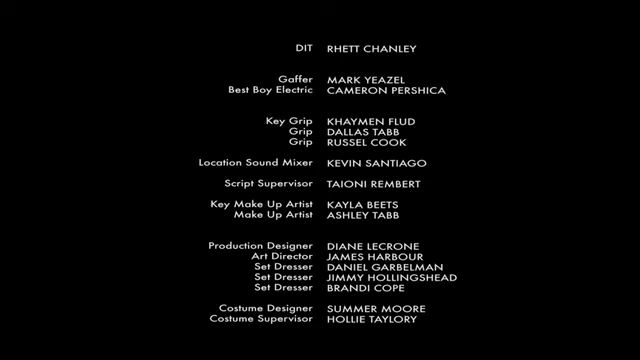 DIT RHETT CHANLEY
Gaffer MARK YEAZEL
Best Boy Electric CAMERON PERSHICA
Key Grip KHAYMEN FLUD
Grip DALLAS TABB
Grip RUSSEL COOK
Location Sound Mixer KEVIN SANTIAGO
Script Supervisor TAIONI REMBERT
Key Make Up Artist KAYLA BEETS
Make Up Artist ASHLEY TABB
Production Designer DIANE LECRONE
Art Director JAMES HARBOUR
Set Dresser DANIEL GARBELMAN
Set Dresser JIMMY HOLLINGSHEAD
Set Dresser BRANDI COPE
Costume Designer SUMMER MOORE
Costume Supervisor HOLLIE TAYLORY